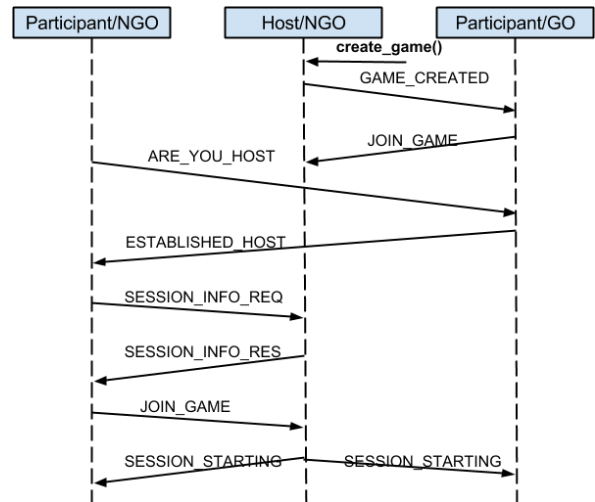 Participant/NGO
Host/NGO
Participant/GO
create_game()
GAME_CREATED
JOIN_GAME
ARE_YOU_HOST
ESTABLISHED_HOST
SESSION_INFO_REQ
SESSION_INFO_RES
JOIN_GAME
SESSION_STARTING
SESSION_STARTING